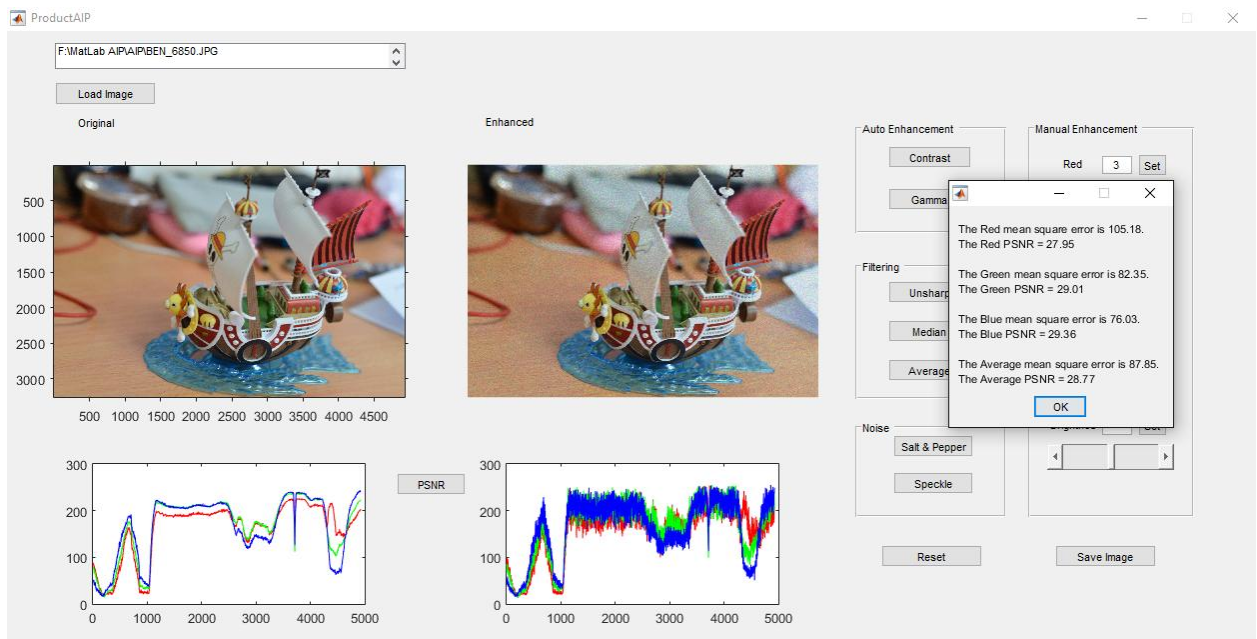 ProductAIP
F:\MatLab AIP\AIP\BEN_6850.JPG
Load Image
Original
Enhanced
500
1000
1500
2000
2500
3000
500 1000 1500 2000 2500 3000 3500 4000 4500
300
200
100
0
0 1000 2000 3000 4000 5000
PSNR
300
200
100
0
0 1000 2000 3000 4000 5000
Auto Enhancement
Contrast
Gamma
Filtering
Unsharp
Median
Average
Noise
Salt & Pepper
Speckle
Reset
Manual Enhancement
Red 3 Set
The Red mean square error is 105.18.
The Red PSNR = 27.95
The Green mean square error is 82.35.
The Green PSNR = 29.01
The Blue mean square error is 76.03.
The Blue PSNR = 29.36
The Average mean square error is 87.85.
The Average PSNR = 28.77
OK
Set
Save Image